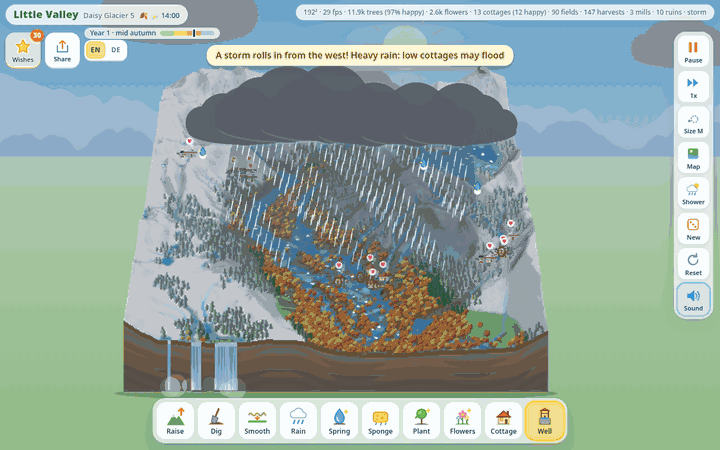 Little Valley Daisy Glacier 5 14:00
192² · 29 fps · 11.9k trees (97% happy) · 2.6k flowers · 13 cottages (12 happy) · 90 fields · 147 harvests · 3 mills · 10 ruins · storm
Year 1 · mid autumn
30
Wishes
Share
EN DE
A storm rolls in from the west! Heavy rain: low cottages may flood
Pause
1x
Size M
Map
Shower
New
Reset
Sound
Raise
Dig
Smooth
Rain
Spring
Sponge
Plant
Flowers
Cottage
Well